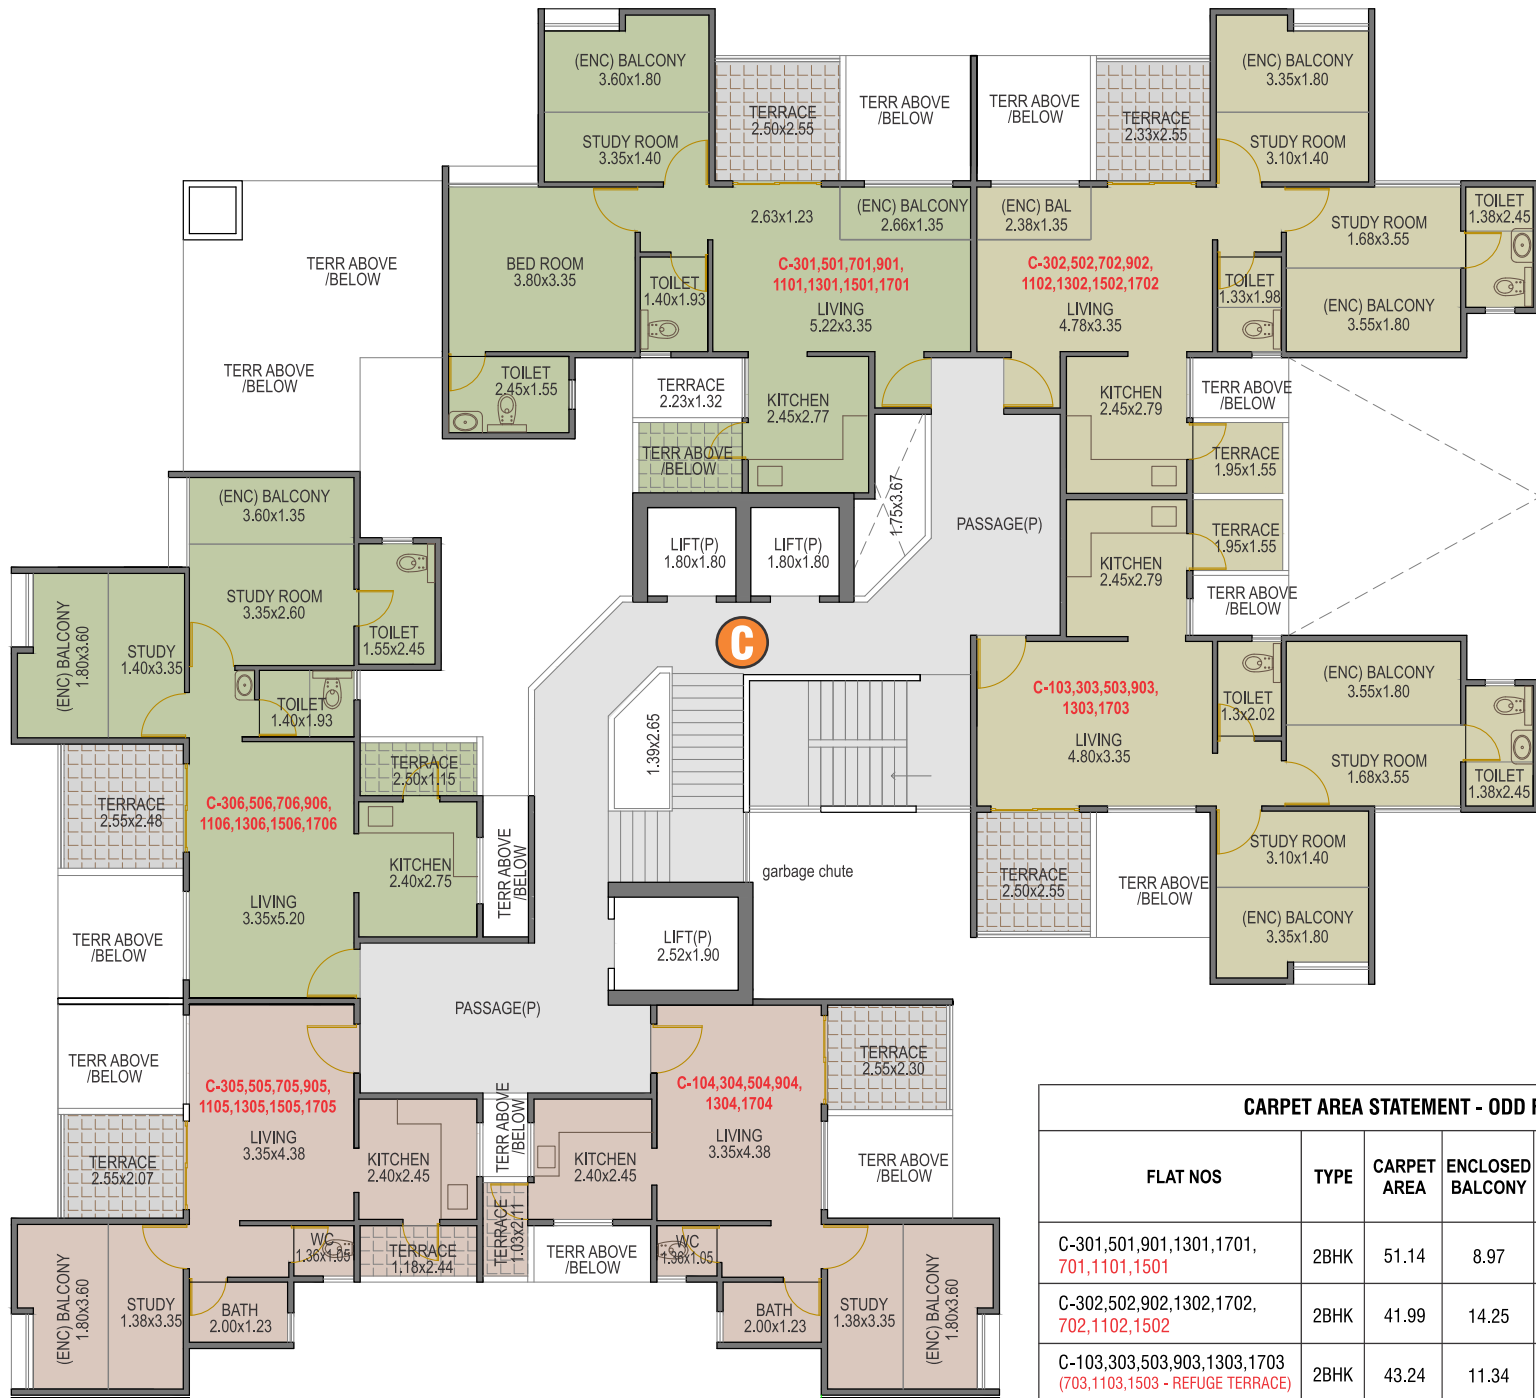 (ENC) BALCONY
3.60x1.80
STUDY ROOM
3.35x1.40
TERRACE
2.50x2.55
TERR ABOVE
/BELOW
TERR ABOVE
/BELOW
TERRACE
2.33x2.55
(ENC) BALCONY
3.35x1.80
STUDY ROOM
3.10x1.40
TERR ABOVE
/BELOW
BED ROOM
3.80x3.35
TOILET
1.40x1.93
2.63x1.23
(ENC) BALCONY
2.66x1.35
C-301,501,701,901,
1101,1301,1501,1701
LIVING
5.22x3.35
(ENC) BAL
2.38x1.35
C-302,502,702,902,
1102,1302,1502,1702
LIVING
4.78x3.35
TOILET
1.33x1.98
STUDY ROOM
1.68x3.55
TOILET
1.38x2.45
(ENC) BALCONY
3.55x1.80
TERR ABOVE
/BELOW
TOILET
2.45x1.55
TERRACE
2.23x1.32
KITCHEN
2.45x2.77
TERR ABOVE
/BELOW
KITCHEN
2.45x2.79
TERR ABOVE
/BELOW
TERRACE
1.95x1.55
1.75x3.67
PASSAGE(P)
LIFT(P)
1.80x1.80
LIFT(P)
1.80x1.80
TERRACE
1.95x1.55
KITCHEN
2.45x2.79
TERR ABOVE
/BELOW
(ENC) BALCONY
3.60x1.35
STUDY ROOM
3.35x2.60
TOILET
1.55x2.45
(ENC) BALCONY
1.80x3.60
STUDY
1.40x3.35
TOILET
1.40x1.93
C
1.39x2.65
C-103,303,503,903,
1303,1703
LIVING
4.80x3.35
TOILET
1.3x2.02
(ENC) BALCONY
3.55x1.80
STUDY ROOM
1.68x3.55
TOILET
1.38x2.45
TERRACE
2.50x1.15
TERRACE
2.55x2.48
C-306,506,706,906,
1106,1306,1506,1706
KITCHEN
2.40x2.75
TERR ABOVE
/BELOW
LIVING
3.35x5.20
TERR ABOVE
/BELOW
garbage chute
TERRACE
2.50x2.55
TERR ABOVE
/BELOW
STUDY ROOM
3.10x1.40
(ENC) BALCONY
3.35x1.80
LIFT(P)
2.52x1.90
PASSAGE(P)
TERR ABOVE
/BELOW
C-305,505,705,905,
1105,1305,1505,1705
LIVING
3.35x4.38
TERRACE
2.55x2.07
KITCHEN
2.40x2.45
TERR ABOVE
/BELOW
KITCHEN
2.40x2.45
C-104,304,504,904,
1304,1704
LIVING
3.35x4.38
TERRACE
2.55x2.30
TERR ABOVE
/BELOW
(ENC) BALCONY
1.80x3.60
STUDY
1.38x3.35
WC
1.36x1.05
BATH
2.00x1.23
TERRACE
1.18x2.44
TERRACE
1.03x2.11
TERR ABOVE
/BELOW
WC
1.36x1.05
BATH
2.00x1.23
STUDY
1.38x3.35
(ENC) BALCONY
1.80x3.60
CARPET AREA STATEMENT - ODD
FLAT NOS TYPE CARPET AREA ENCLOSED BALCONY
C-301,501,901,1301,1701,
701,1101,1501 2BHK 51.14 8.97
C-302,502,902,1302,1702,
702,1102,1502 2BHK 41.99 14.25
C-103,303,503,903,1303,1703
(703,1103,1503 - REFUGE TERRACE) 2BHK 43.24 11.34